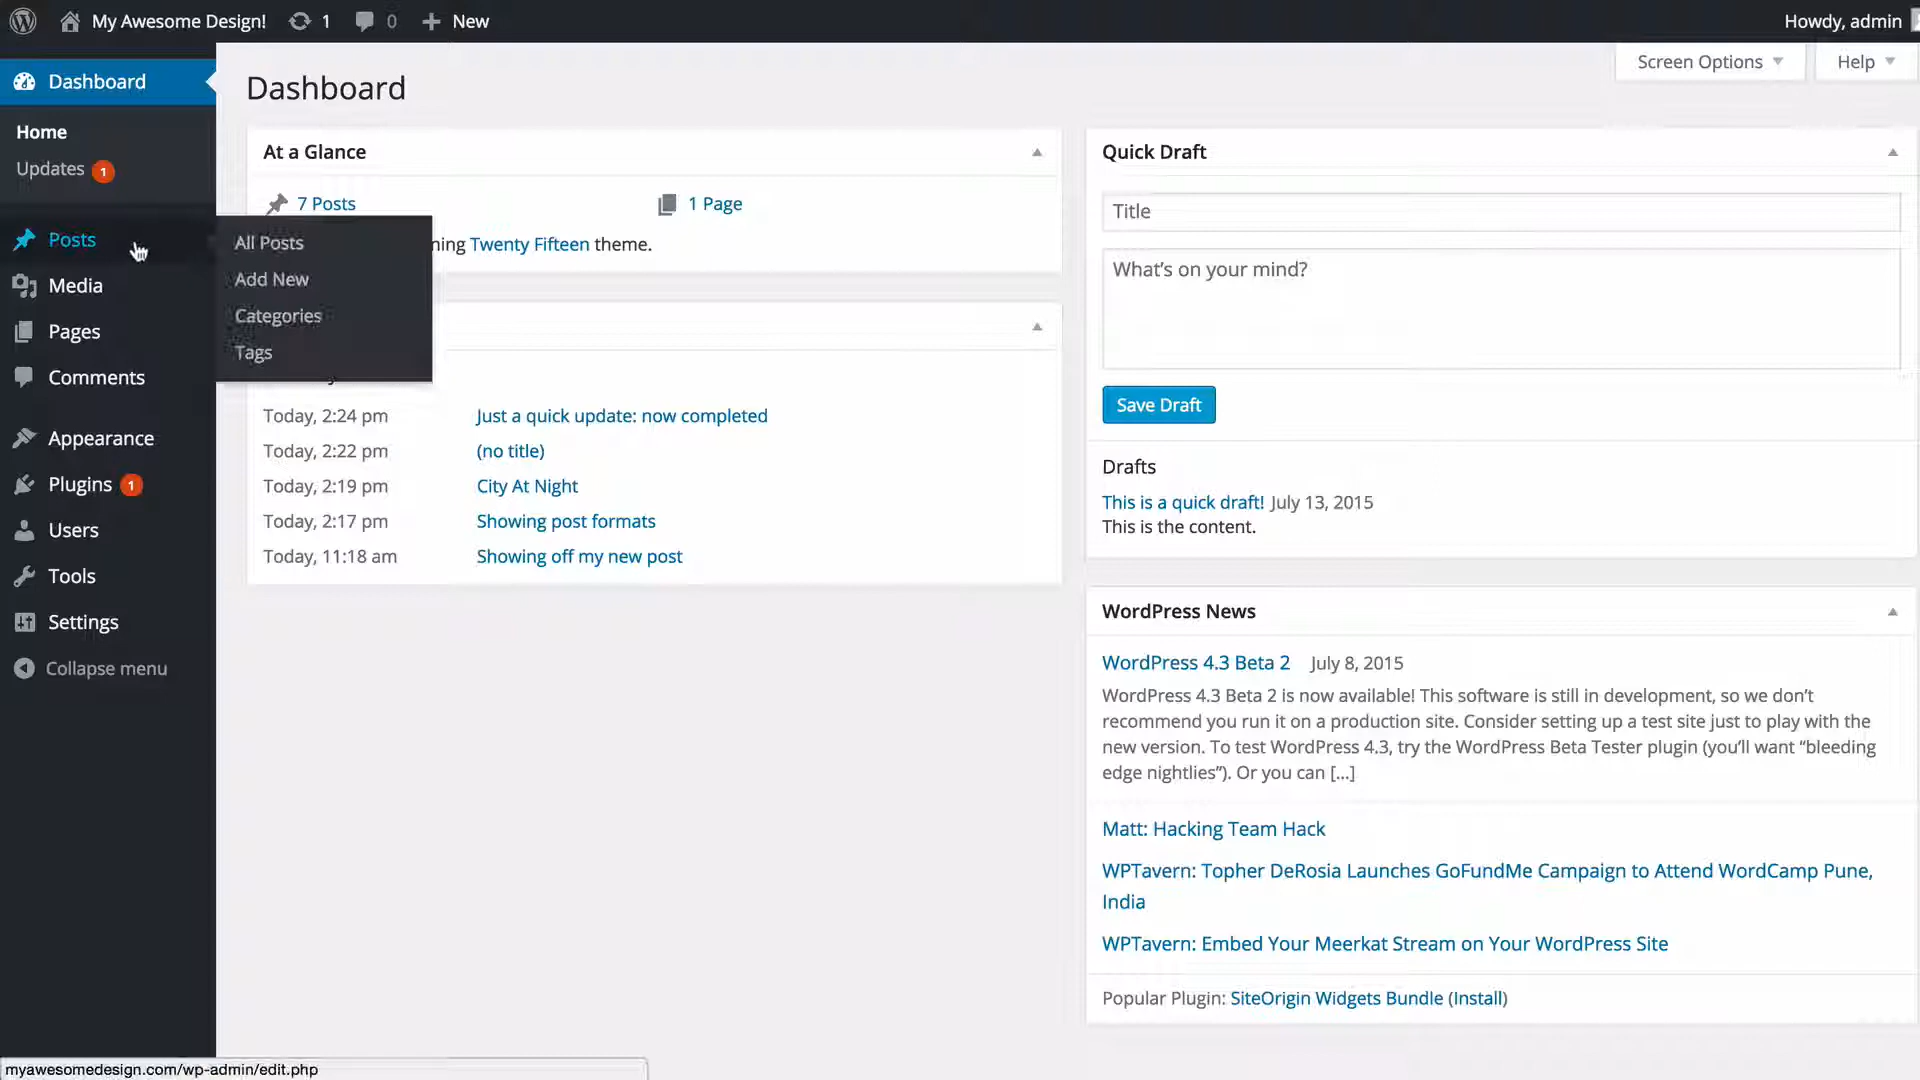 My Awesome Design! 1 0 New Howdy, admin
Screen Options Help
Dashboard
Home
Updates 1
Posts
Media
Pages
Comments
Appearance
Plugins 1
Users
Tools
Settings
Collapse menu
All Posts
Add New
Categories
Tags
Dashboard
At a Glance
7 Posts 1 Page
ning Twenty Fifteen theme.
Today, 2:24 pm Just a quick update: now completed
Today, 2:22 pm (no title)
Today, 2:19 pm City At Night
Today, 2:17 pm Showing post formats
Today, 11:18 am Showing off my new post
Quick Draft
Title
What's on your mind?
Save Draft
Drafts
This is a quick draft! July 13, 2015
This is the content.
WordPress News
WordPress 4.3 Beta 2 July 8, 2015
WordPress 4.3 Beta 2 is now available! This software is still in development, so we don't
recommend you run it on a production site. Consider setting up a test site just to play with the
new version. To test WordPress 4.3, try the WordPress Beta Tester plugin (you'll want “bleeding
edge nightlies”). Or you can [...]
Matt: Hacking Team Hack
WPTavern: Topher DeRosia Launches GoFundMe Campaign to Attend WordCamp Pune,
India
WPTavern: Embed Your Meerkat Stream on Your WordPress Site
Popular Plugin: SiteOrigin Widgets Bundle (Install)
myawesomedesign.com/wp-admin/edit.php